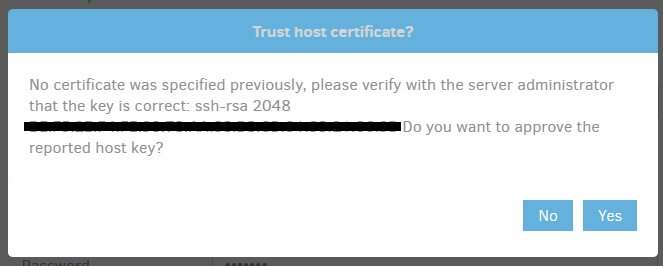 Trust host certificate?
No certificate was specified previously, please verify with the server administrator
that the key is correct: ssh-rsa 2048
Do you want to approve the
reported host key?
No Yes
Password